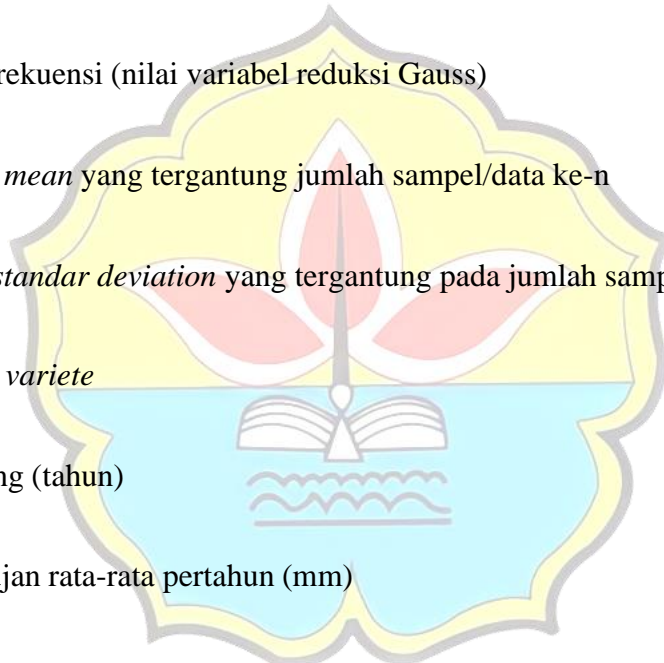 rekuensi (nilai variabel reduksi Gauss)
mean yang tergantung jumlah sampel/data ke-n
standar deviation yang tergantung pada jumlah samp
variete
ng (tahun)
jan rata-rata pertahun (mm)